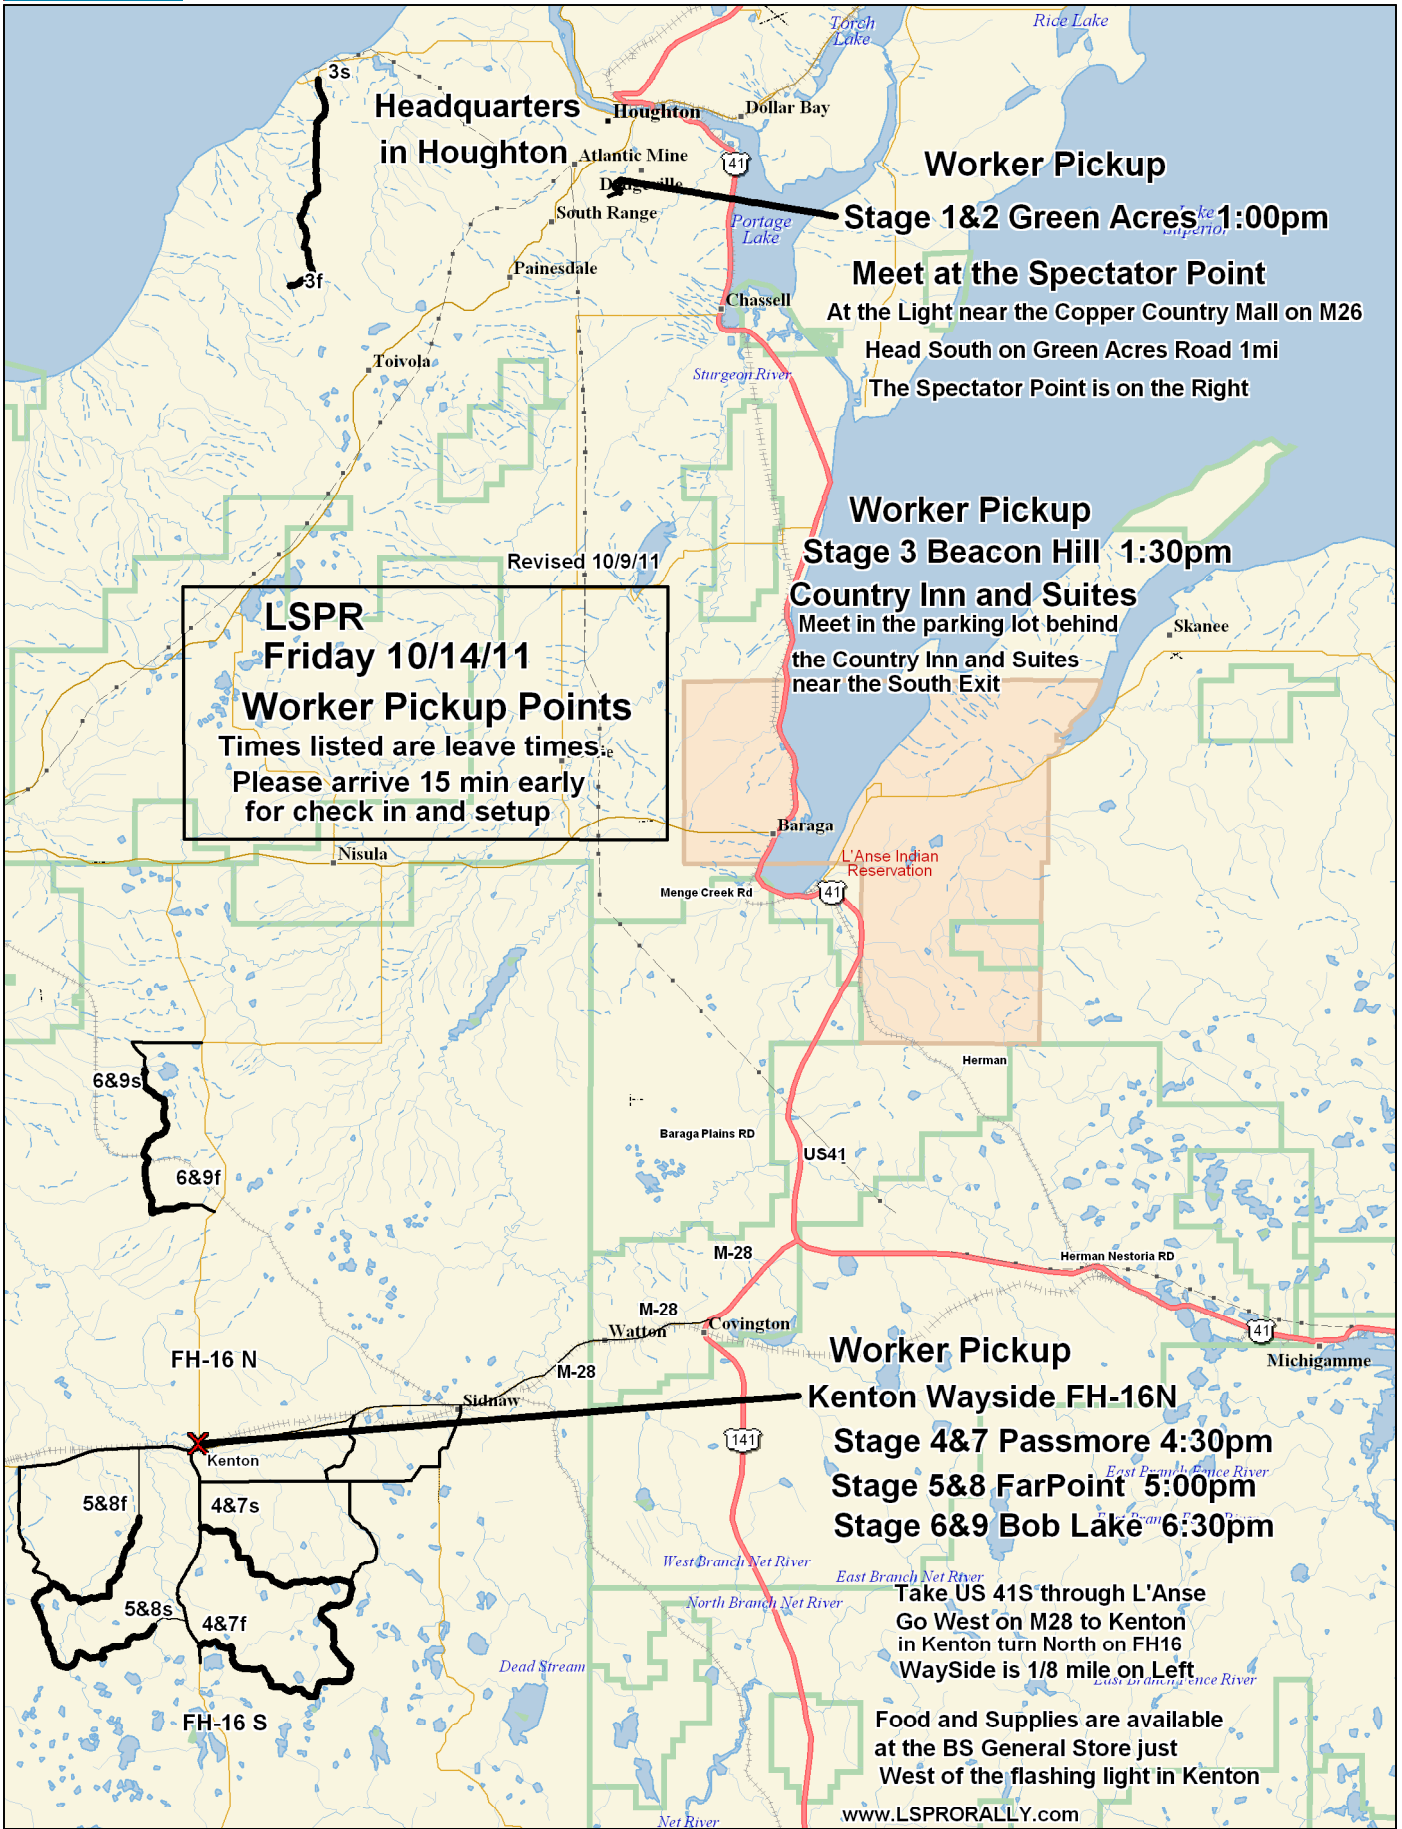 Torch
Lake
Rice Lake
3s
Headquarters
in Houghton
Houghton
Dollar Bay
Atlantic Mine
41
Worker Pickup
South Range
Portage
Lake
Stage 1&2 Green Acres 1:00pm
Lake
Superior
3f
Painesdale
Meet at the Spectator Point
Chassell
At the Light near the Copper Country Mall on M26
Toivola
Head South on Green Acres Road 1mi
Sturgeon River
The Spectator Point is on the Right
Worker Pickup
Stage 3 Beacon Hill 1:30pm
Revised 10/9/11
Country Inn and Suites
Meet in the parking lot behind
the Country Inn and Suites
near the South Exit
Skanee
LSPR
Friday 10/14/11
Worker Pickup Points
Times listed are leave times.
Please arrive 15 min early
for check in and setup
Baraga
Nisula
L'Anse Indian
Reservation
Menge Creek Rd
41
Herman
6&9s
Baraga Plains RD
US41
6&9f
M-28
Herman Nestoria RD
M-28
Watton
Covington
41
Michigamme
FH-16 N
M-28
Sidnaw
Worker Pickup
Kenton Wayside FH-16N
141
Kenton
Stage 4&7 Passmore 4:30pm
East Branch Fence River
Stage 5&8 FarPoint 5:00pm
Stage 6&9 Bob Lake 6:30pm
5&8f
4&7s
West Branch Net River
East Branch Net River
North Branch Net River
Take US 41S through L'Anse
Go West on M28 to Kenton
in Kenton turn North on FH16
WaySide is 1/8 mile on Left
East Branch Fence River
5&8s
4&7f
Dead Stream
FH-16 S
Food and Supplies are available
at the BS General Store just
West of the flashing light in Kenton
www.LSPRORALLY.com
Net River